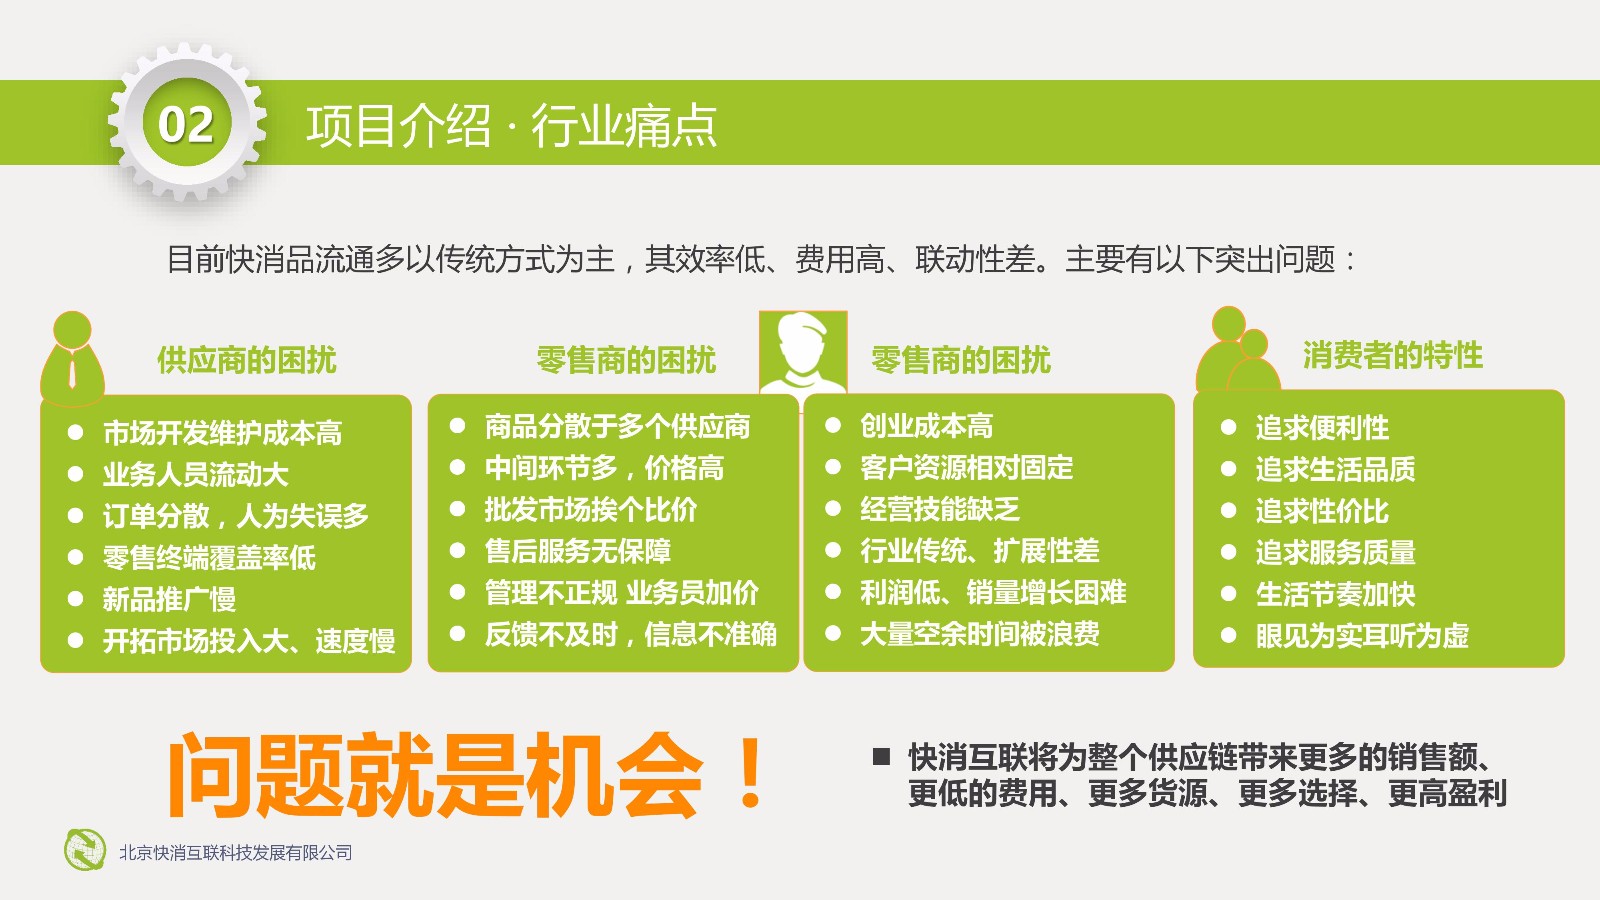 02
项目介绍 · 行业痛点
目前快消品流通多以传统方式为主，其效率低、费用高、联动性差。主要有以下突出问题：
供应商的困扰
市场开发维护成本高
业务人员流动大
订单分散，人为失误多
零售终端覆盖率低
新品推广慢
开拓市场投入大、速度慢
零售商的困扰
商品分散于多个供应商
中间环节多，价格高
批发市场挨个比价
售后服务无保障
管理不正规 业务员加价
反馈不及时，信息不准确
零售商的困扰
创业成本高
客户资源相对固定
经营技能缺乏
行业传统、扩展性差
利润低、销量增长困难
大量空余时间被浪费
消费者的特性
追求便利性
追求生活品质
追求性价比
追求服务质量
生活节奏加快
眼见为实耳听为虚
问题就是机会！
快消互联将为整个供应链带来更多的销售额、
更低的费用、更多货源、更多选择、更高盈利
北京快消互联科技发展有限公司